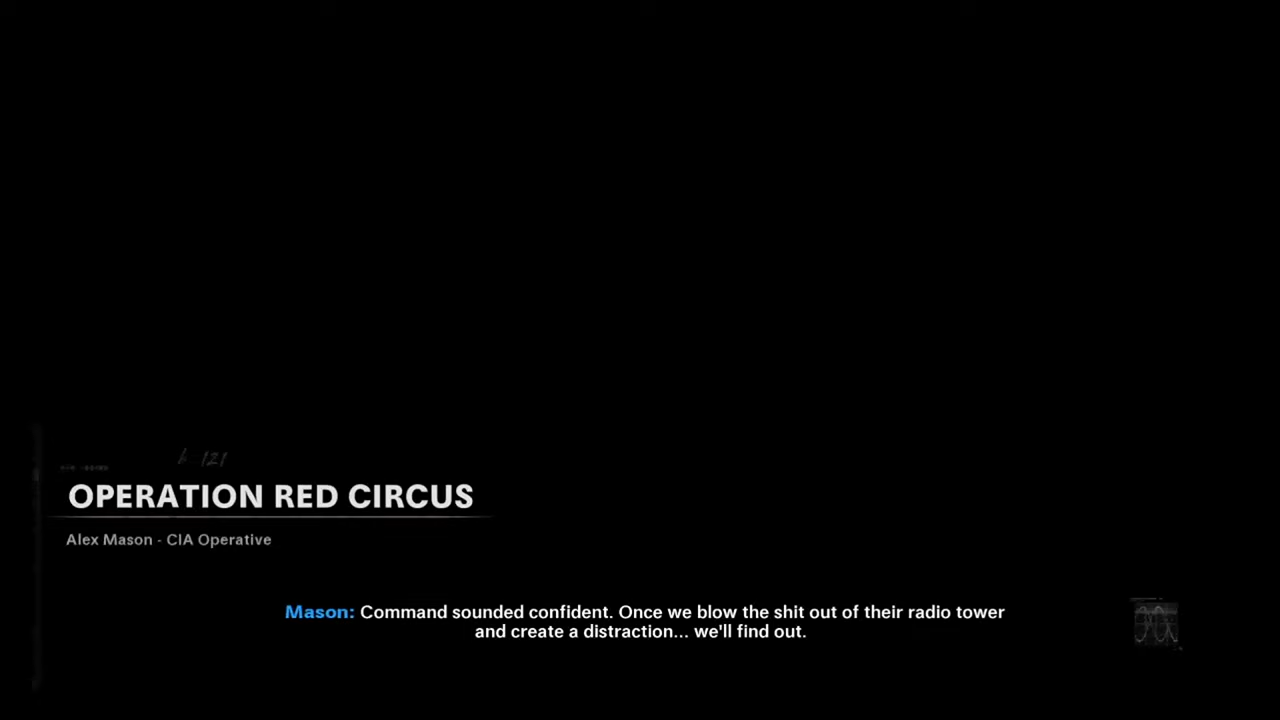 OPERATION RED CIRCUS
Alex Mason - CIA Operative
Mason: Command sounded confident. Once we blow the shit out of their radio tower
and create a distraction... we'll find out.